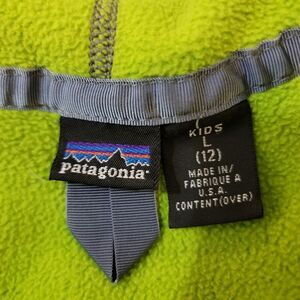 patagonia
KIDS
L
(12)
MADE IN/
FABRIQUE A
U.S.A.
CONTENT(OVER)